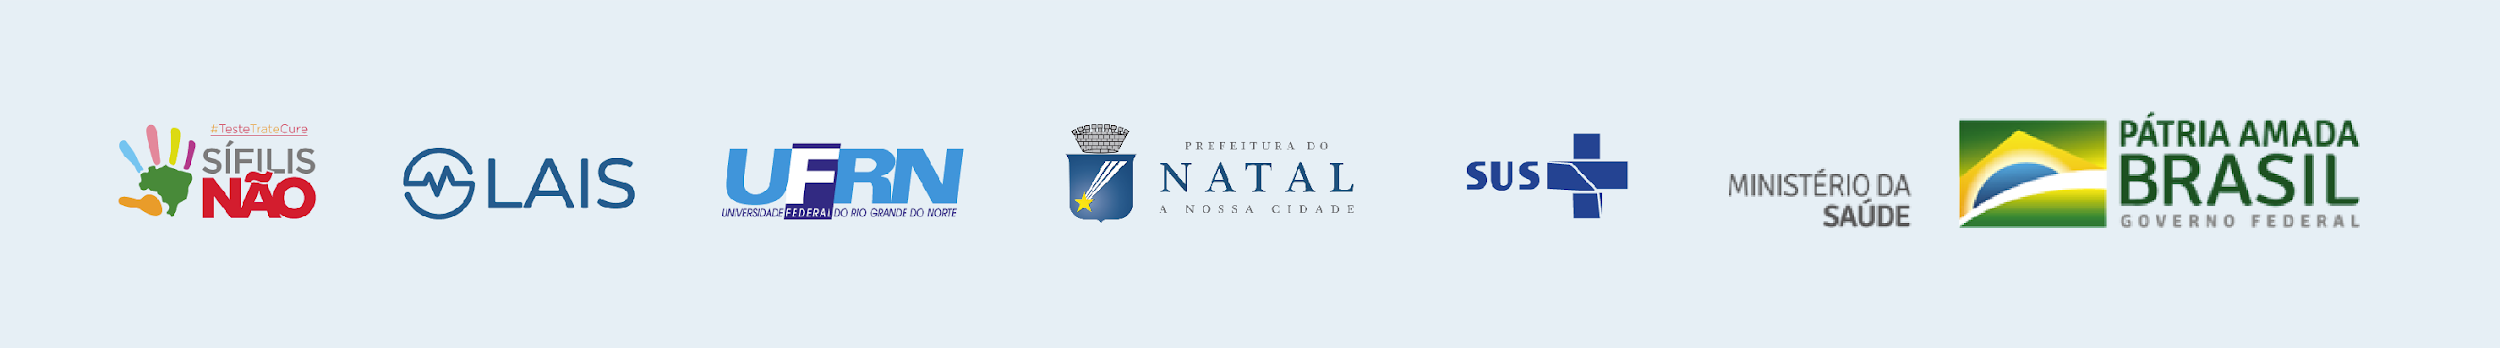 #TesteTrateCure
SÍFILIS
NÃO
LAIS
UFRN
UNIVERSIDADE FEDERAL DO RIO GRANDE DO NORTE
PREFEITURA DO
NATAL
A NOSSA CIDADE
SUS
MINISTÉRIO DA
SAÚDE
PÁTRIA AMADA
BRASIL
GOVERNO FEDERAL